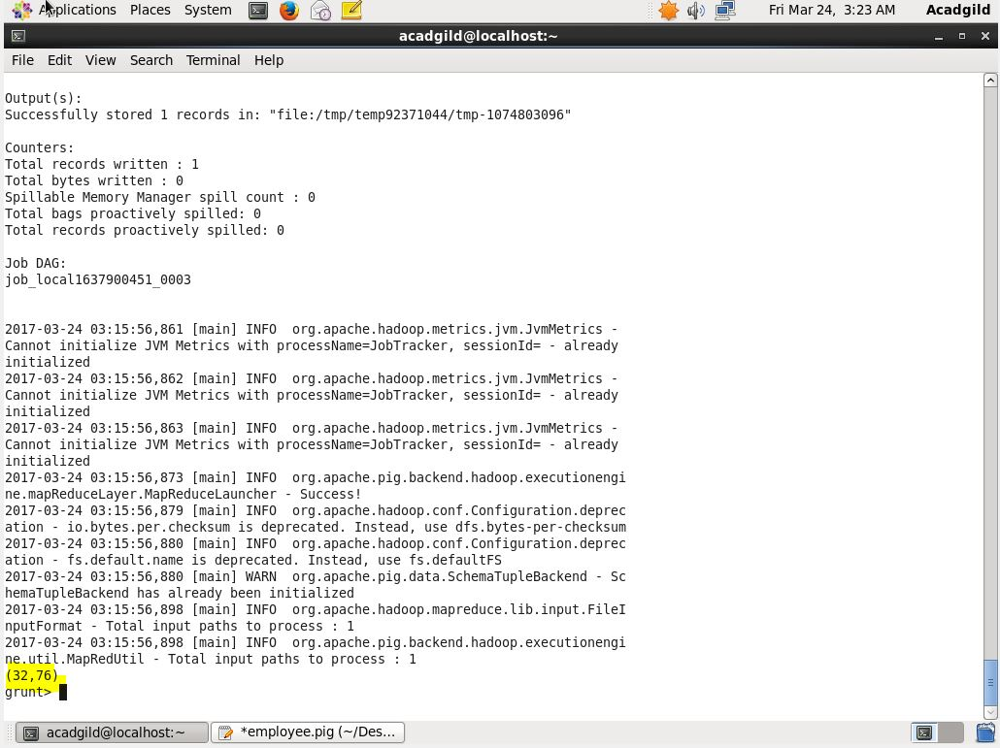 Applications Places System Fri Mar 24, 3:23 AM Acadgild
acadgild@localhost:~
File Edit View Search Terminal Help
Output(s):
Successfully stored 1 records in: "file:/tmp/temp92371044/tmp-1074803096"
Counters:
Total records written : 1
Total bytes written : 0
Spillable Memory Manager spill count : 0
Total bags proactively spilled: 0
Total records proactively spilled: 0
Job DAG:
job_local1637900451_0003
2017-03-24 03:15:56,861 [main] INFO  org.apache.hadoop.metrics.jvm.JvmMetrics -
Cannot initialize JVM Metrics with processName=JobTracker, sessionId= - already
initialized
2017-03-24 03:15:56,862 [main] INFO  org.apache.hadoop.metrics.jvm.JvmMetrics -
Cannot initialize JVM Metrics with processName=JobTracker, sessionId= - already
initialized
2017-03-24 03:15:56,863 [main] INFO  org.apache.hadoop.metrics.jvm.JvmMetrics -
Cannot initialize JVM Metrics with processName=JobTracker, sessionId= - already
initialized
2017-03-24 03:15:56,873 [main] INFO  org.apache.pig.backend.hadoop.executionengi
ne.mapReduceLayer.MapReduceLauncher - Success!
2017-03-24 03:15:56,879 [main] INFO  org.apache.hadoop.conf.Configuration.deprec
ation - io.bytes.per.checksum is deprecated. Instead, use dfs.bytes-per-checksum
2017-03-24 03:15:56,880 [main] INFO  org.apache.hadoop.conf.Configuration.deprec
ation - fs.default.name is deprecated. Instead, use fs.defaultFS
2017-03-24 03:15:56,880 [main] WARN  org.apache.pig.data.SchemaTupleBackend - Sc
hemaTupleBackend has already been initialized
2017-03-24 03:15:56,898 [main] INFO  org.apache.hadoop.mapreduce.lib.input.FileI
nputFormat - Total input paths to process : 1
2017-03-24 03:15:56,898 [main] INFO  org.apache.pig.backend.hadoop.executionengi
ne.util.MapRedUtil - Total input paths to process : 1
(32,76)
grunt>
acadgild@localhost:~ *employee.pig (~/Des...